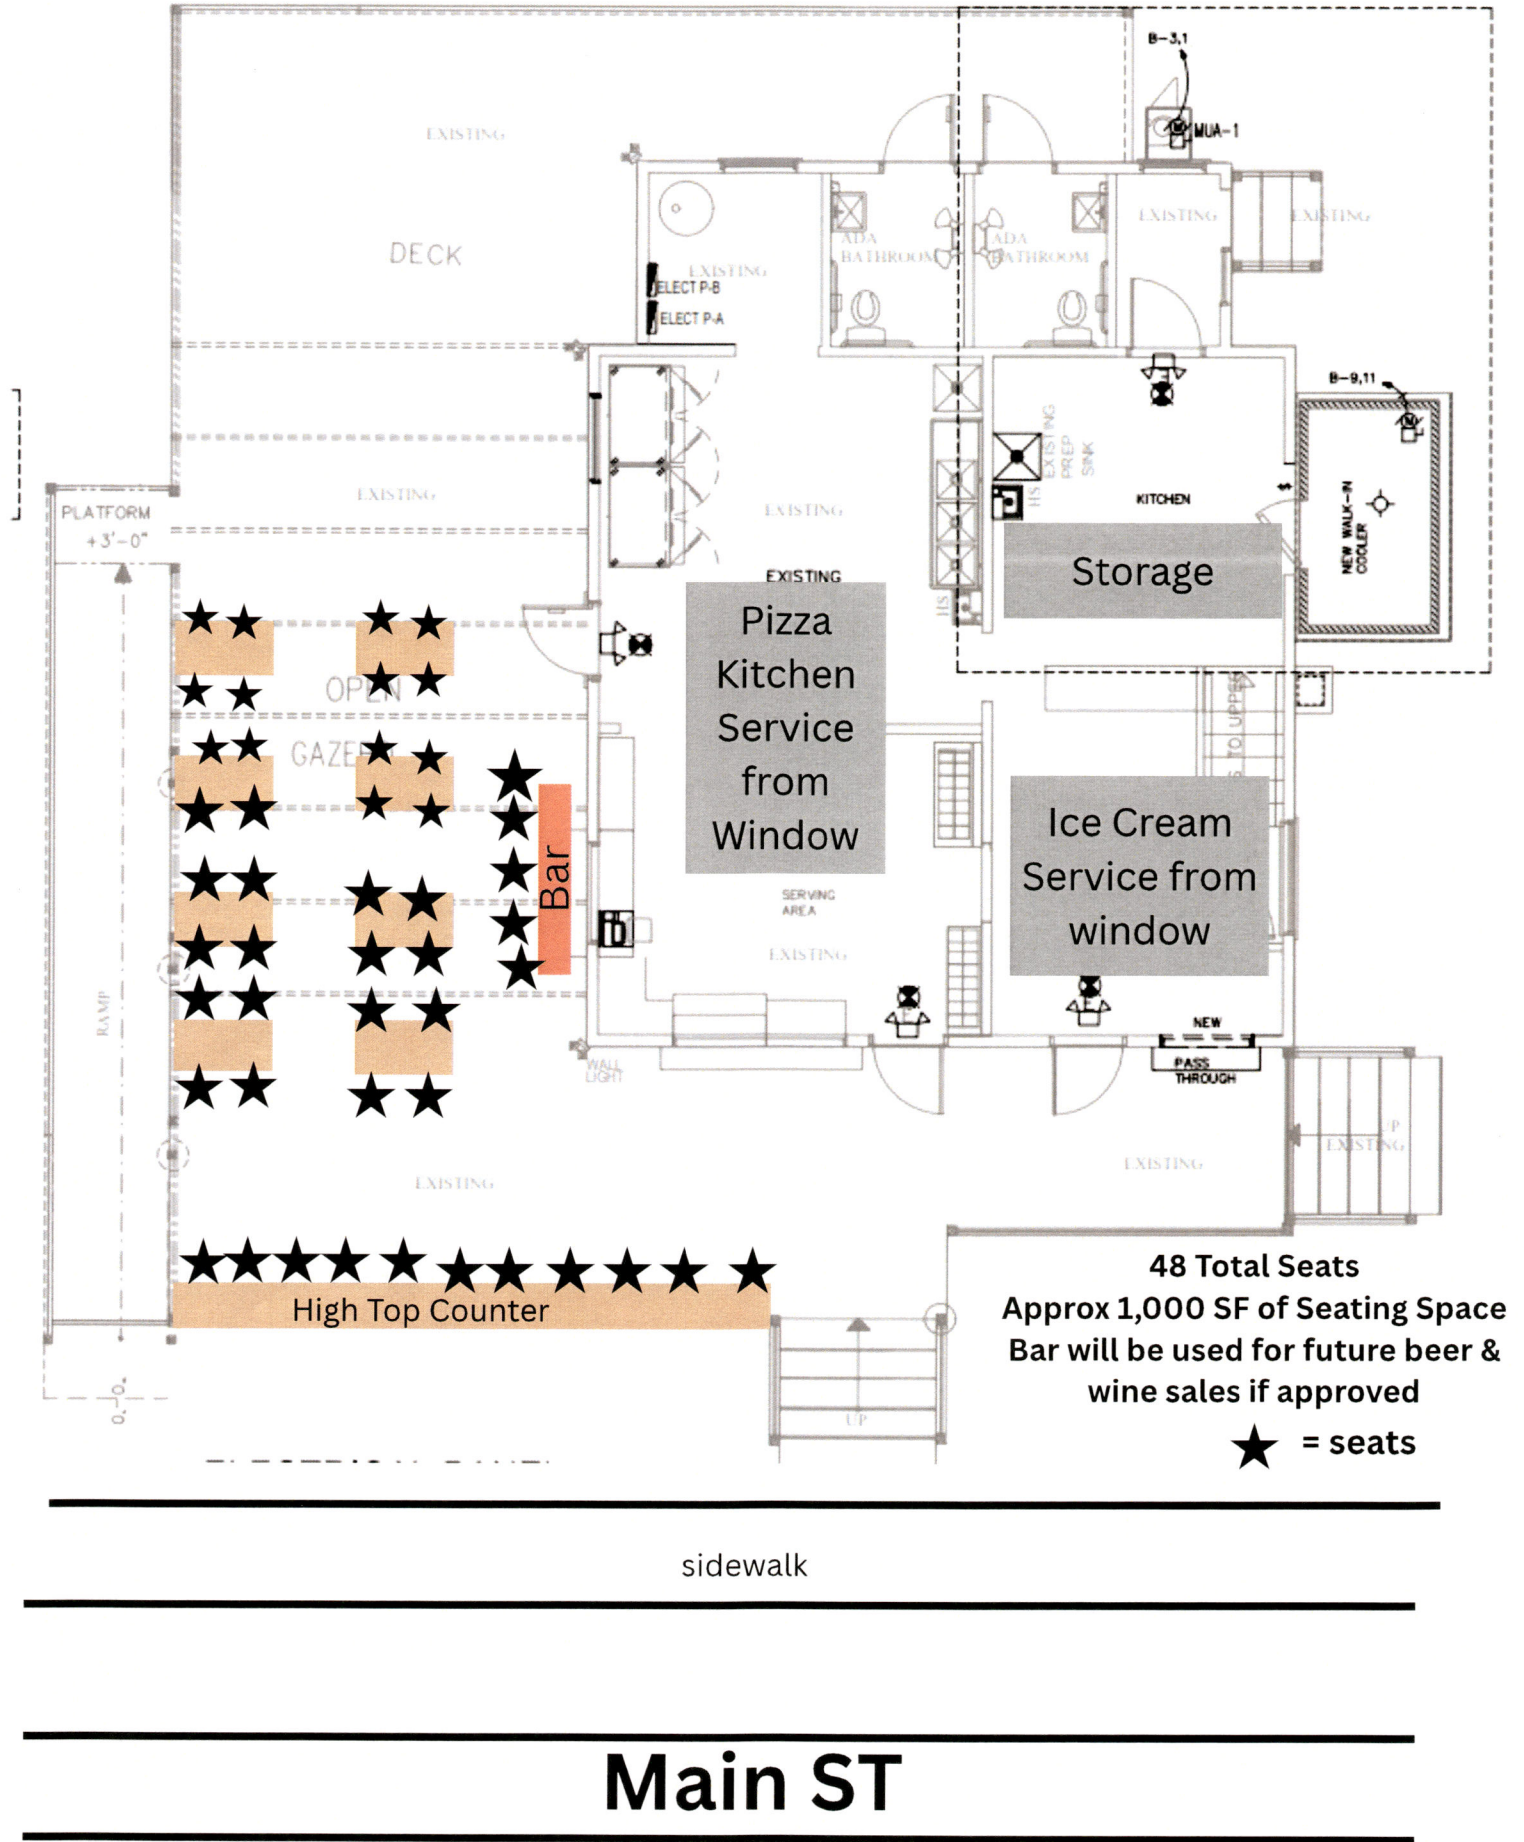 B-3,1
EXISTING
MUA-1
EXISTING
EXISTING
DECK
ADA
BATHROOM
ADA
BATHROOM
EXISTING
ELECT P-B
ELECT P-A
B-9,11
EXISTING
PREP
SINK
HS
KITCHEN
$
NEW WALK-IN
COOLER
EXISTING
EXISTING
PLATFORM
+3'-0"
EXISTING
Storage
HS
Pizza
Kitchen
Service
from
Window
OPEN
TO UPPER
Bar
Ice Cream
Service from
window
SERVING
AREA
EXISTING
RAMP
NEW
WALL
LIGHT
PASS
THROUGH
UP
EXISTING
EXISTING
EXISTING
High Top Counter
48 Total Seats
Approx 1,000 SF of Seating Space
Bar will be used for future beer &
wine sales if approved
= seats
0'-0"
UP
sidewalk
Main ST